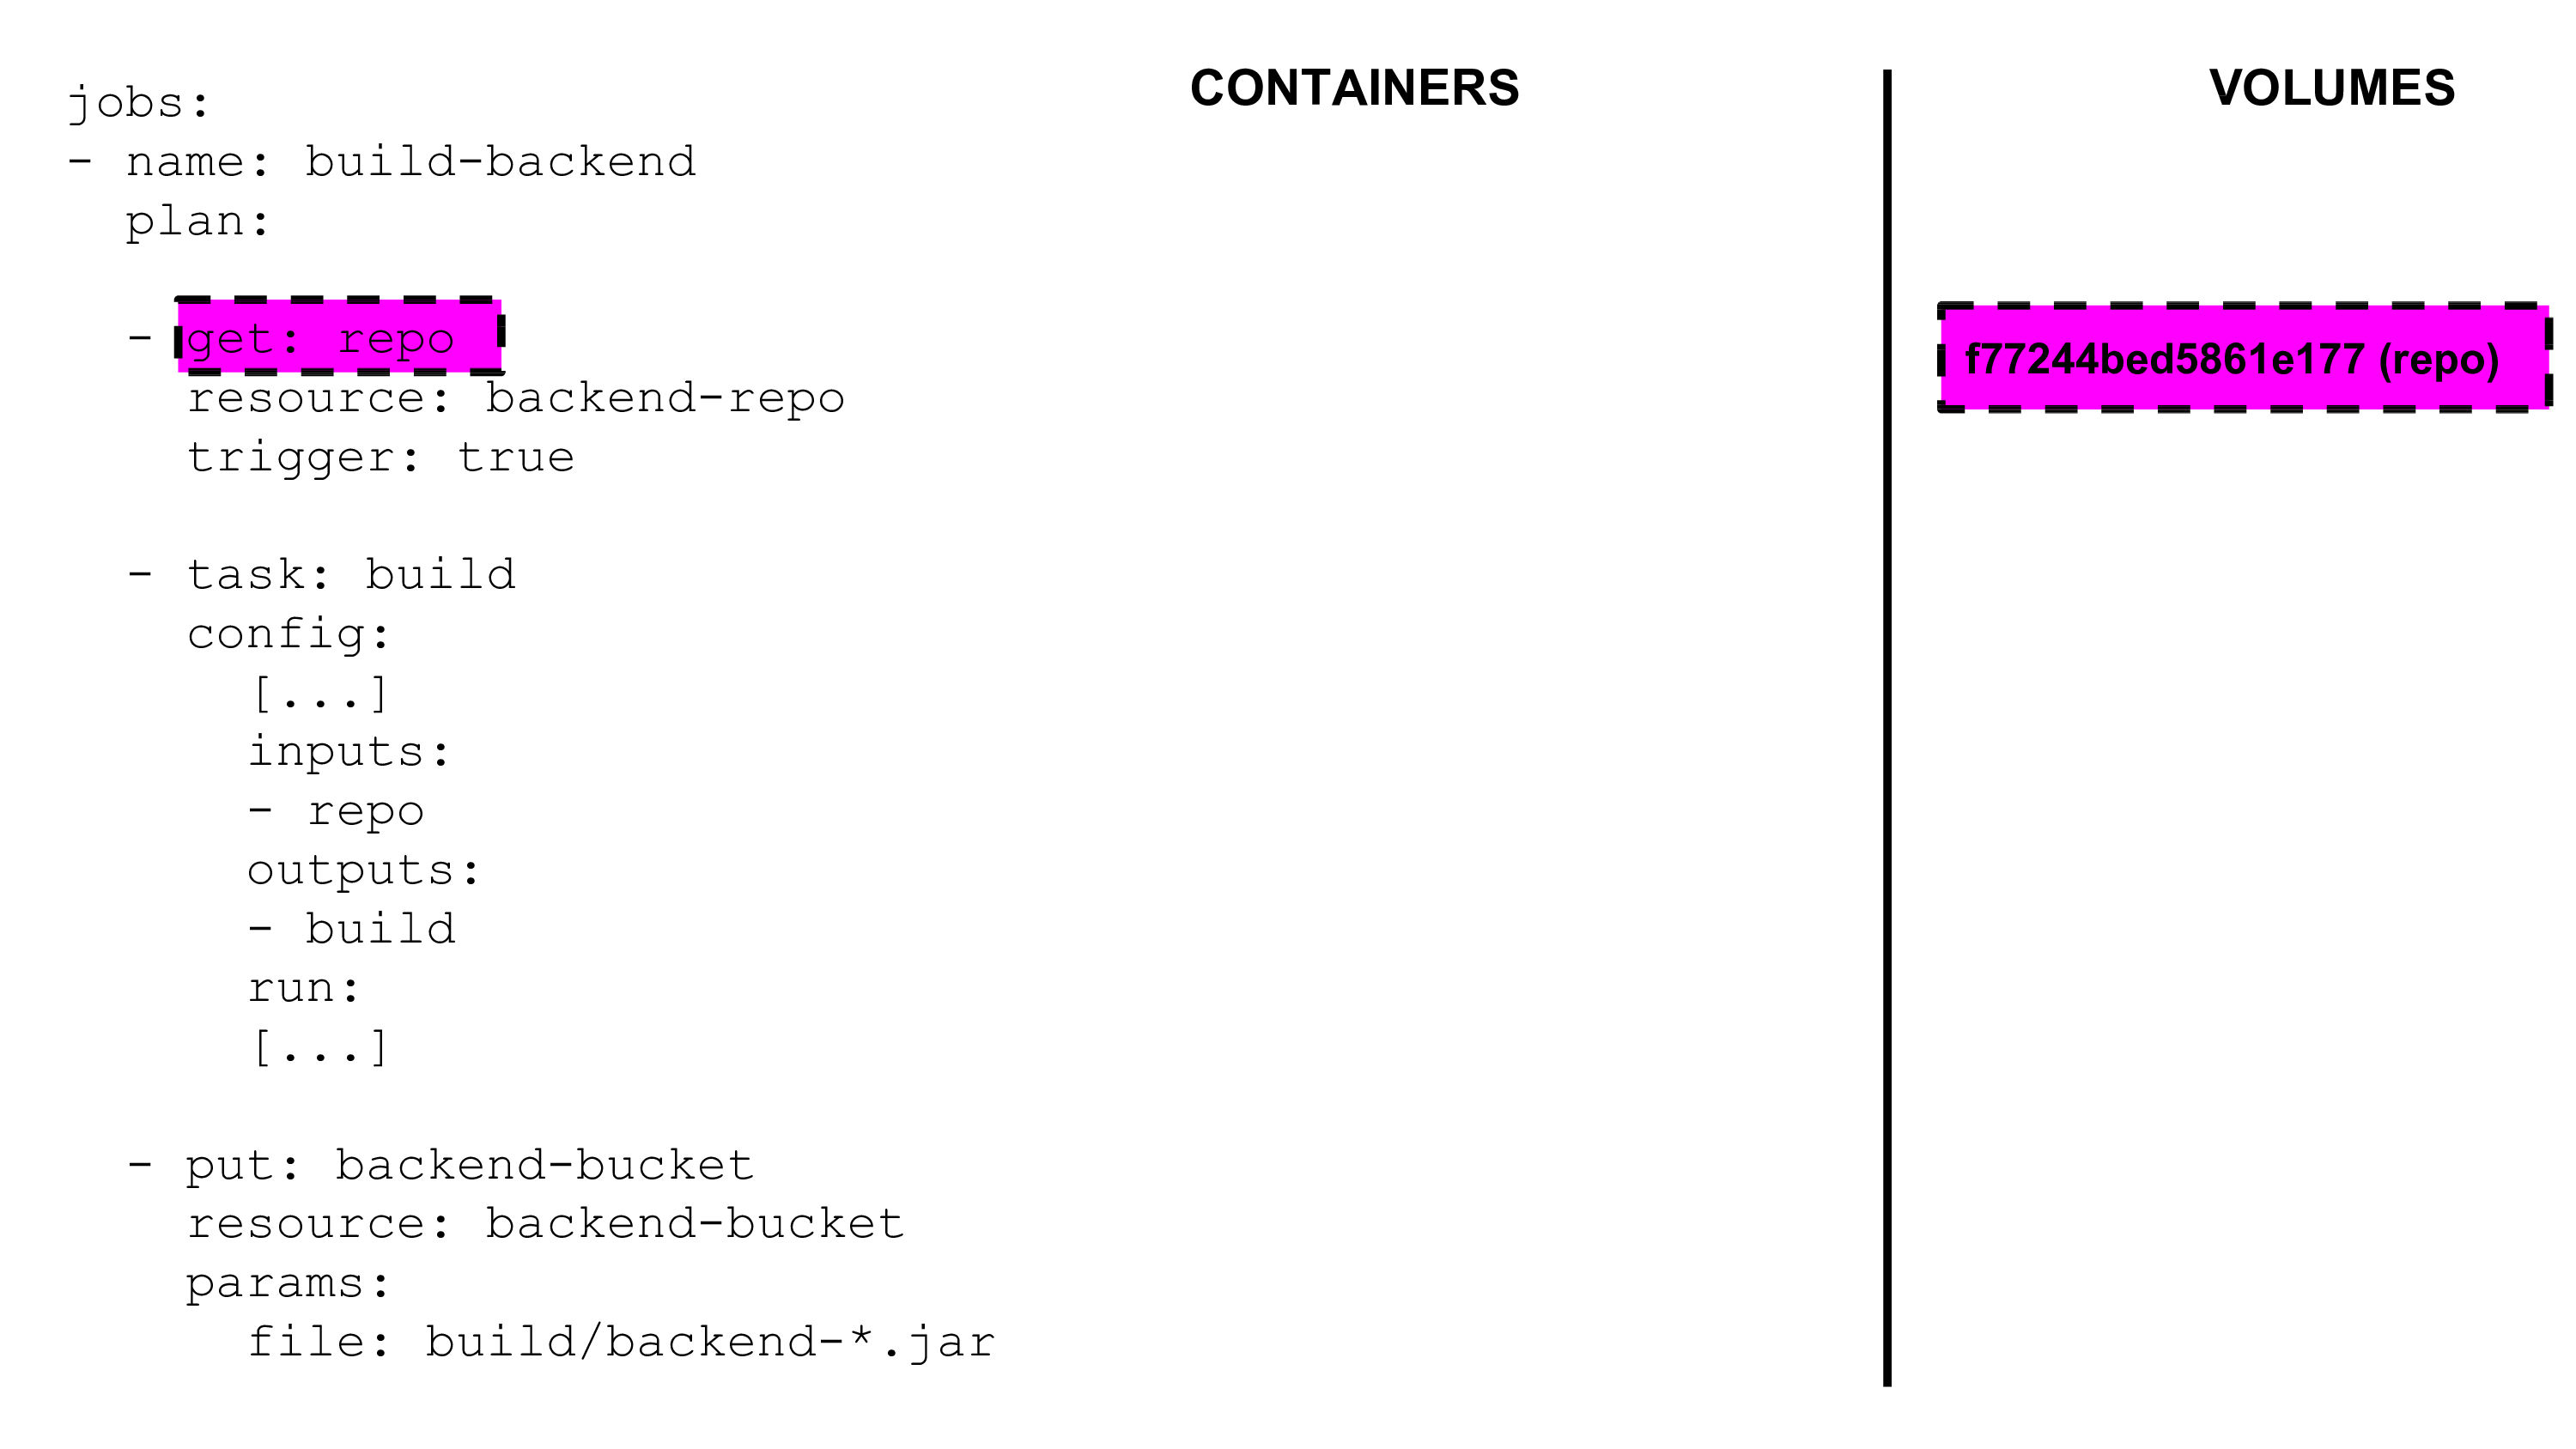 jobs:
- name: build-backend
  plan:
  - get: repo
    resource: backend-repo
    trigger: true
  - task: build
    config:
      [...]
      inputs:
      - repo
      outputs:
      - build
      run:
      [...]
  - put: backend-bucket
    resource: backend-bucket
    params:
      file: build/backend-*.jar
CONTAINERS
VOLUMES
f77244bed5861e177 (repo)